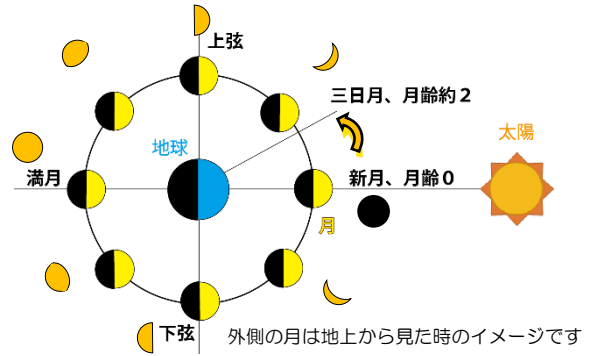 上弦
三日月、月齢約２
太陽
地球
満月
新月、月齢０
月
下弦
外側の月は地上から見た時のイメージです